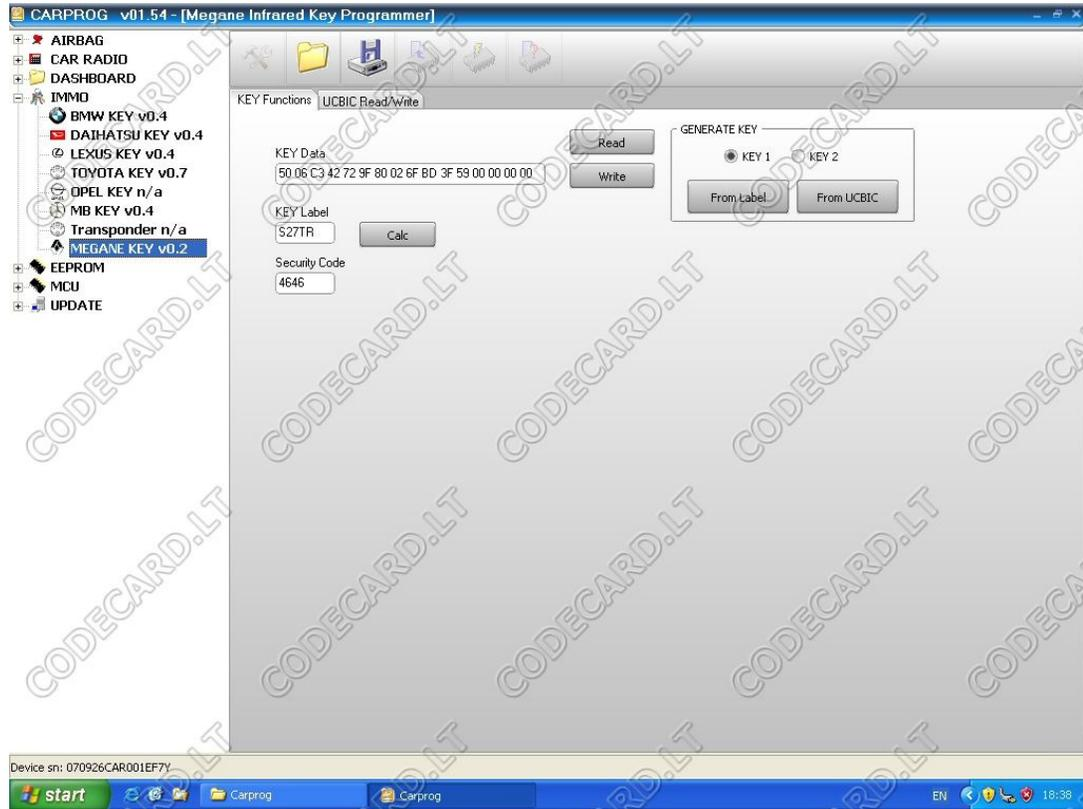 CARPROG v01.54 - [Megane Infrared Key Programmer]
AIRBAG
CAR RADIO
DASHBOARD
IMMO
BMW KEY v0.4
DAIHATSU KEY v0.4
LEXUS KEY v0.4
TOYOTA KEY v0.7
OPEL KEY n/a
MB KEY v0.4
Transponder n/a
MEGANE KEY v0.2
EEPROM
MCU
UPDATE
KEY Functions UCBIC Read/Write
KEY Data
50 06 C3 42 72 9F 80 02 6F BD 3F 59 00 00 00 00
Read
Write
KEY Label
S27TR
Calc
Security Code
4646
GENERATE KEY
KEY 1 KEY 2
From Label From UCBIC
CODECARD.LT
Device sn: 070926CAR001EF7Y
start Carprog Carprog EN 18:38